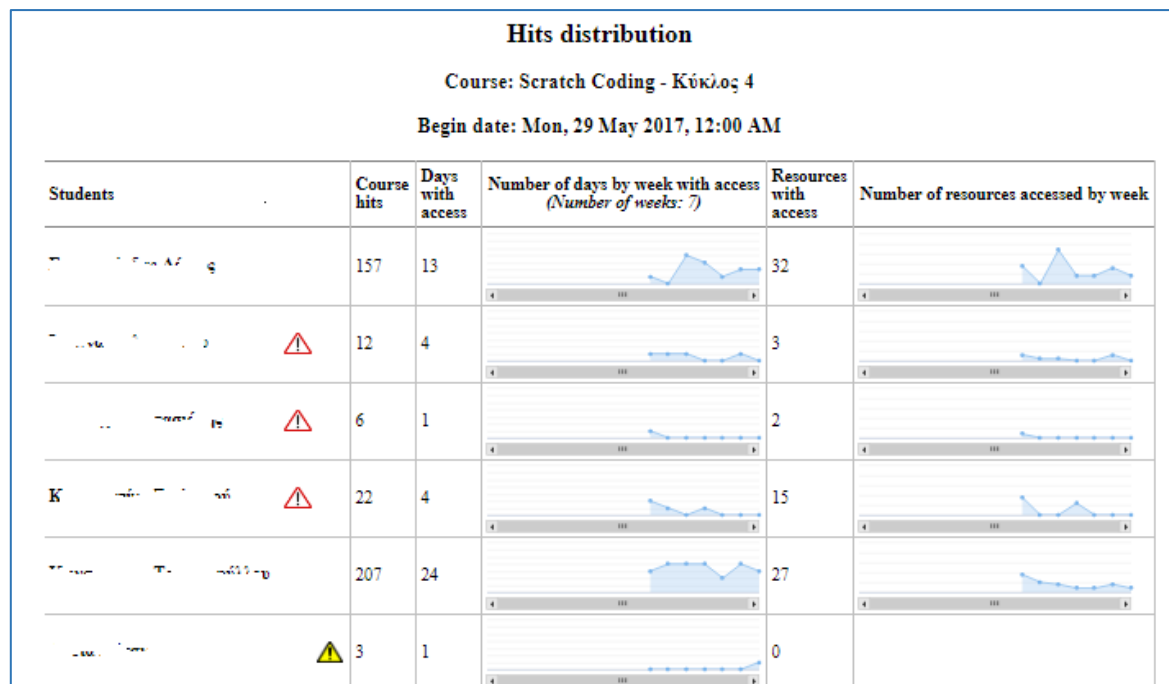 Hits distribution
Course: Scratch Coding - Κύκλος 4
Begin date: Mon, 29 May 2017, 12:00 AM
Students
Course hits
Days with access
Number of days by week with access
(Number of weeks: 7)
Resources with access
Number of resources accessed by week
157 13 32
12 4 3
6 1 2
22 4 15
207 24 27
3 1 0